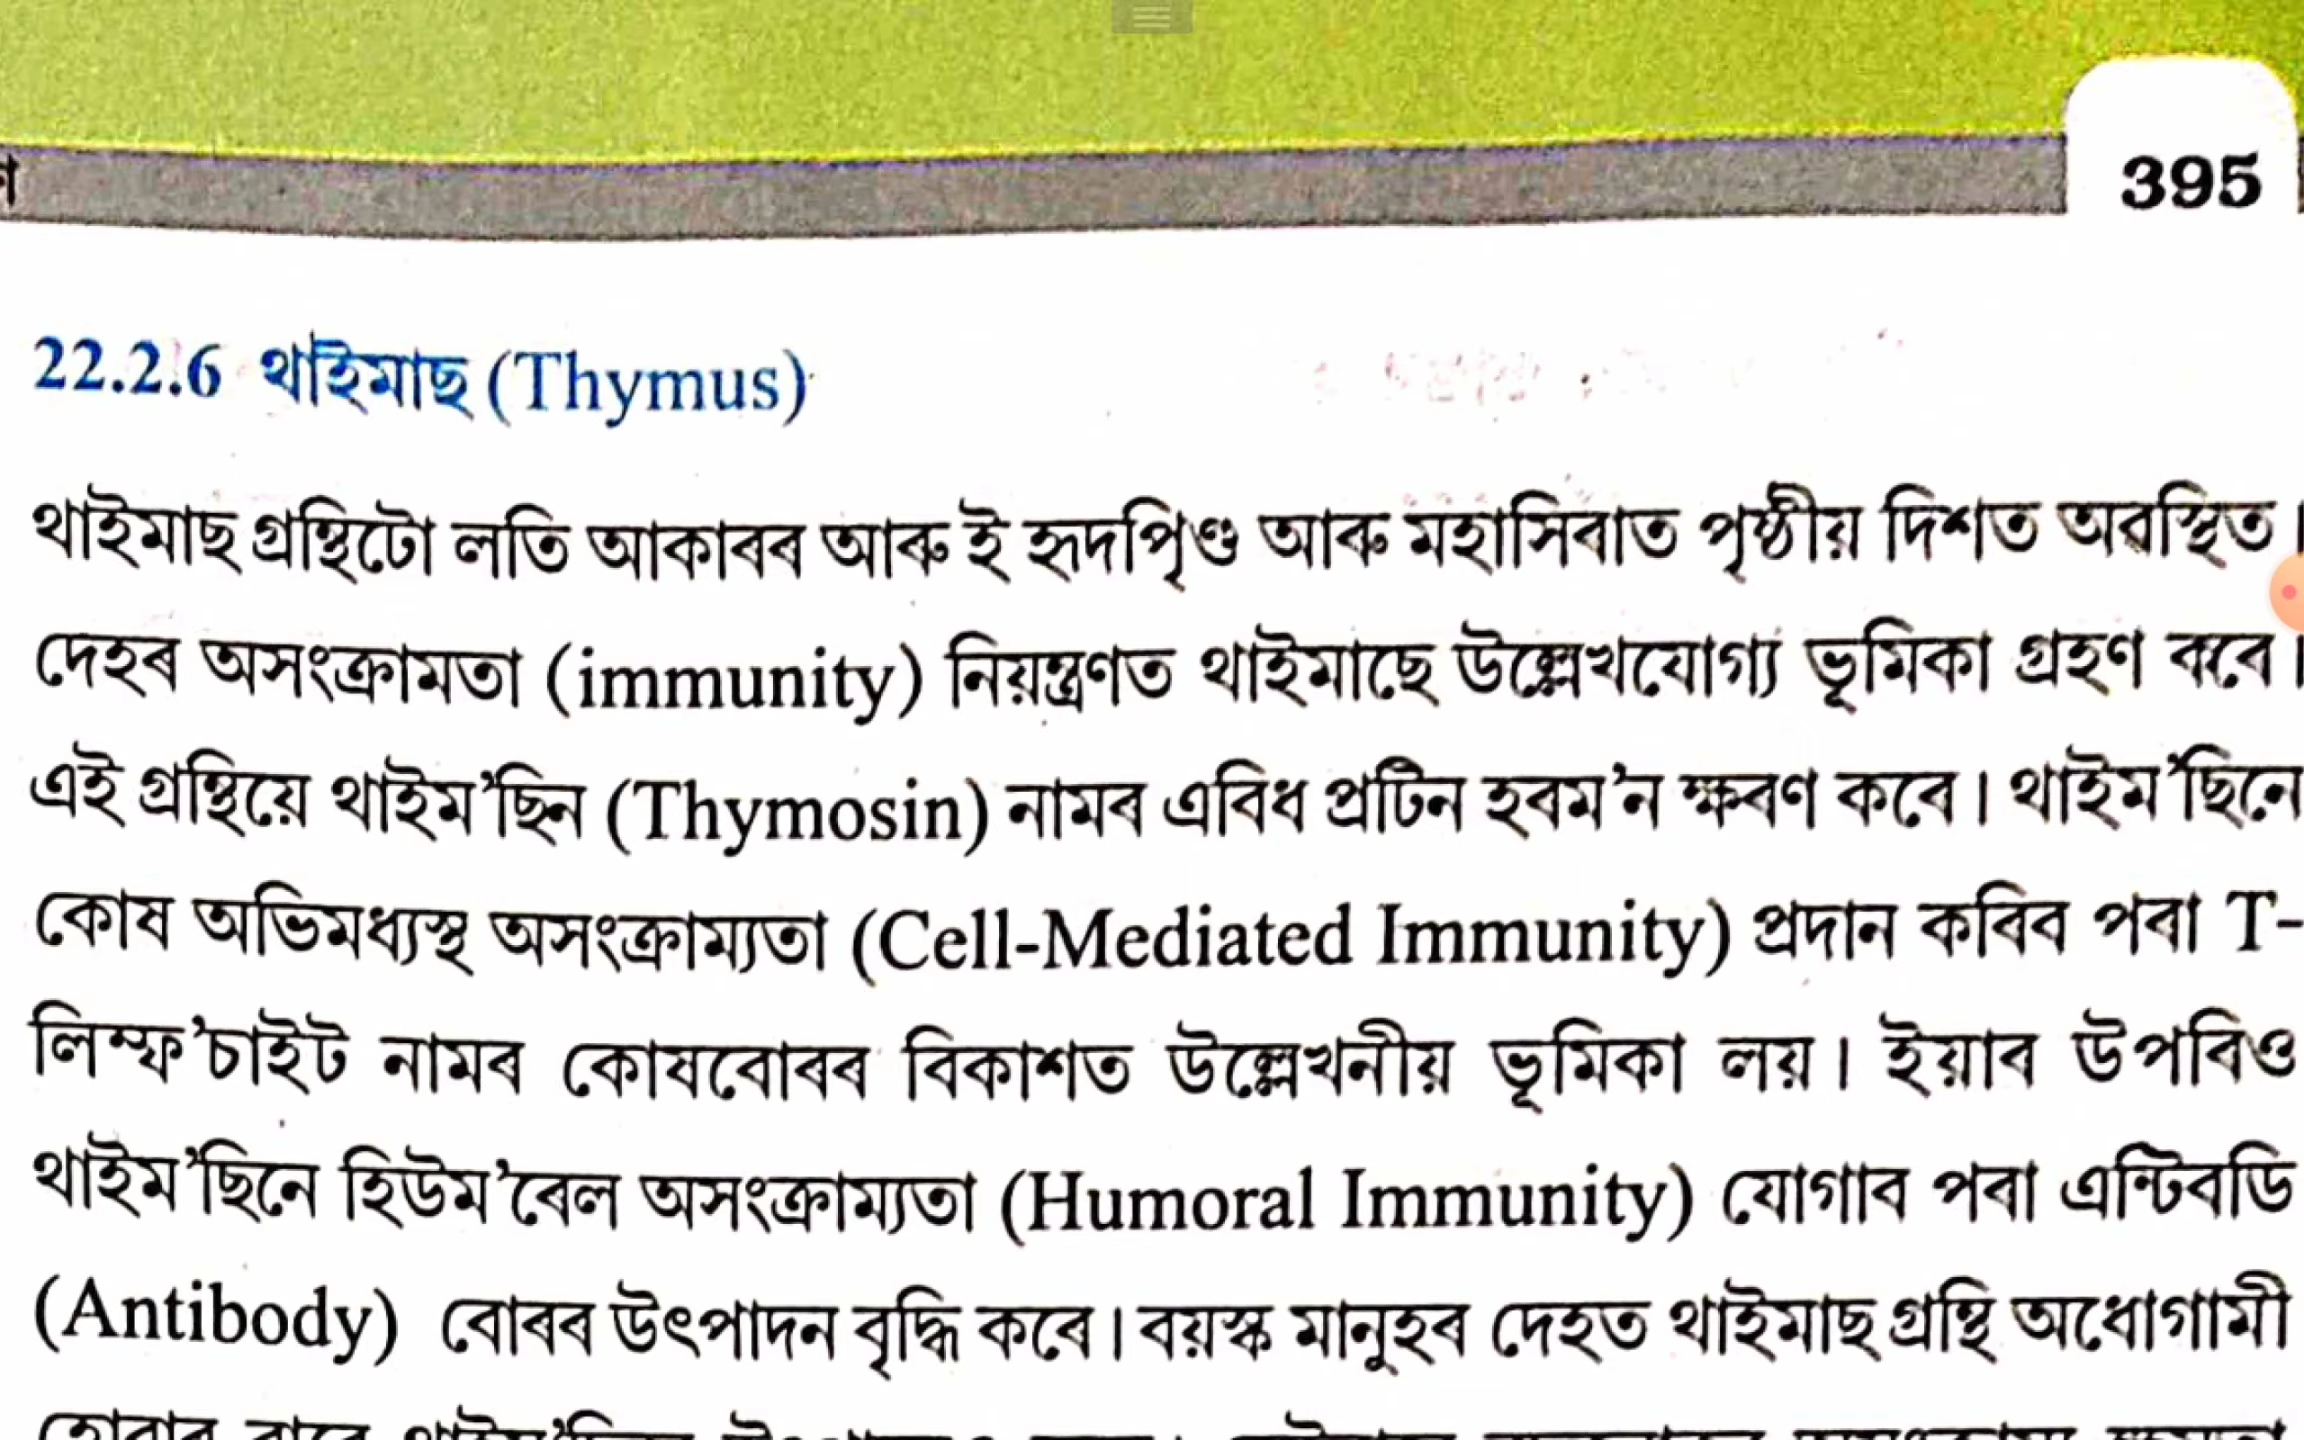 395
22.2.6 থাইমাছ (Thymus)
থাইমাছ গ্ৰন্থিটো লতি আকাৰৰ আৰু ই হৃদপিৃণ্ড আৰু মহাসিৰাত পৃষ্ঠীয় দিশত অৱস্থিত।
দেহৰ অসংক্ৰামতা (immunity) নিয়ন্ত্ৰণত থাইমাছে উল্লেখযোগ্য ভূমিকা গ্ৰহণ কৰে।
এই গ্ৰন্থিয়ে থাইম'ছিন (Thymosin) নামৰ এবিধ প্ৰটিন হৰম'ন ক্ষৰণ কৰে। থাইম'ছিনে
কোষ অভিমধ্যস্থ অসংক্ৰাম্যতা (Cell-Mediated Immunity) প্ৰদান কৰিব পৰা T-
লিম্ফ'চাইট নামৰ কোষবোৰৰ বিকাশত উল্লেখনীয় ভূমিকা লয়। ইয়াৰ উপৰিও
থাইম'ছিনে হিউম'ৰেল অসংক্ৰাম্যতা (Humoral Immunity) যোগাব পৰা এন্টিবডি
(Antibody) বোৰৰ উৎপাদন বৃদ্ধি কৰে। বয়স্ক মানুহৰ দেহত থাইমাছ গ্ৰন্থি অধোগামী